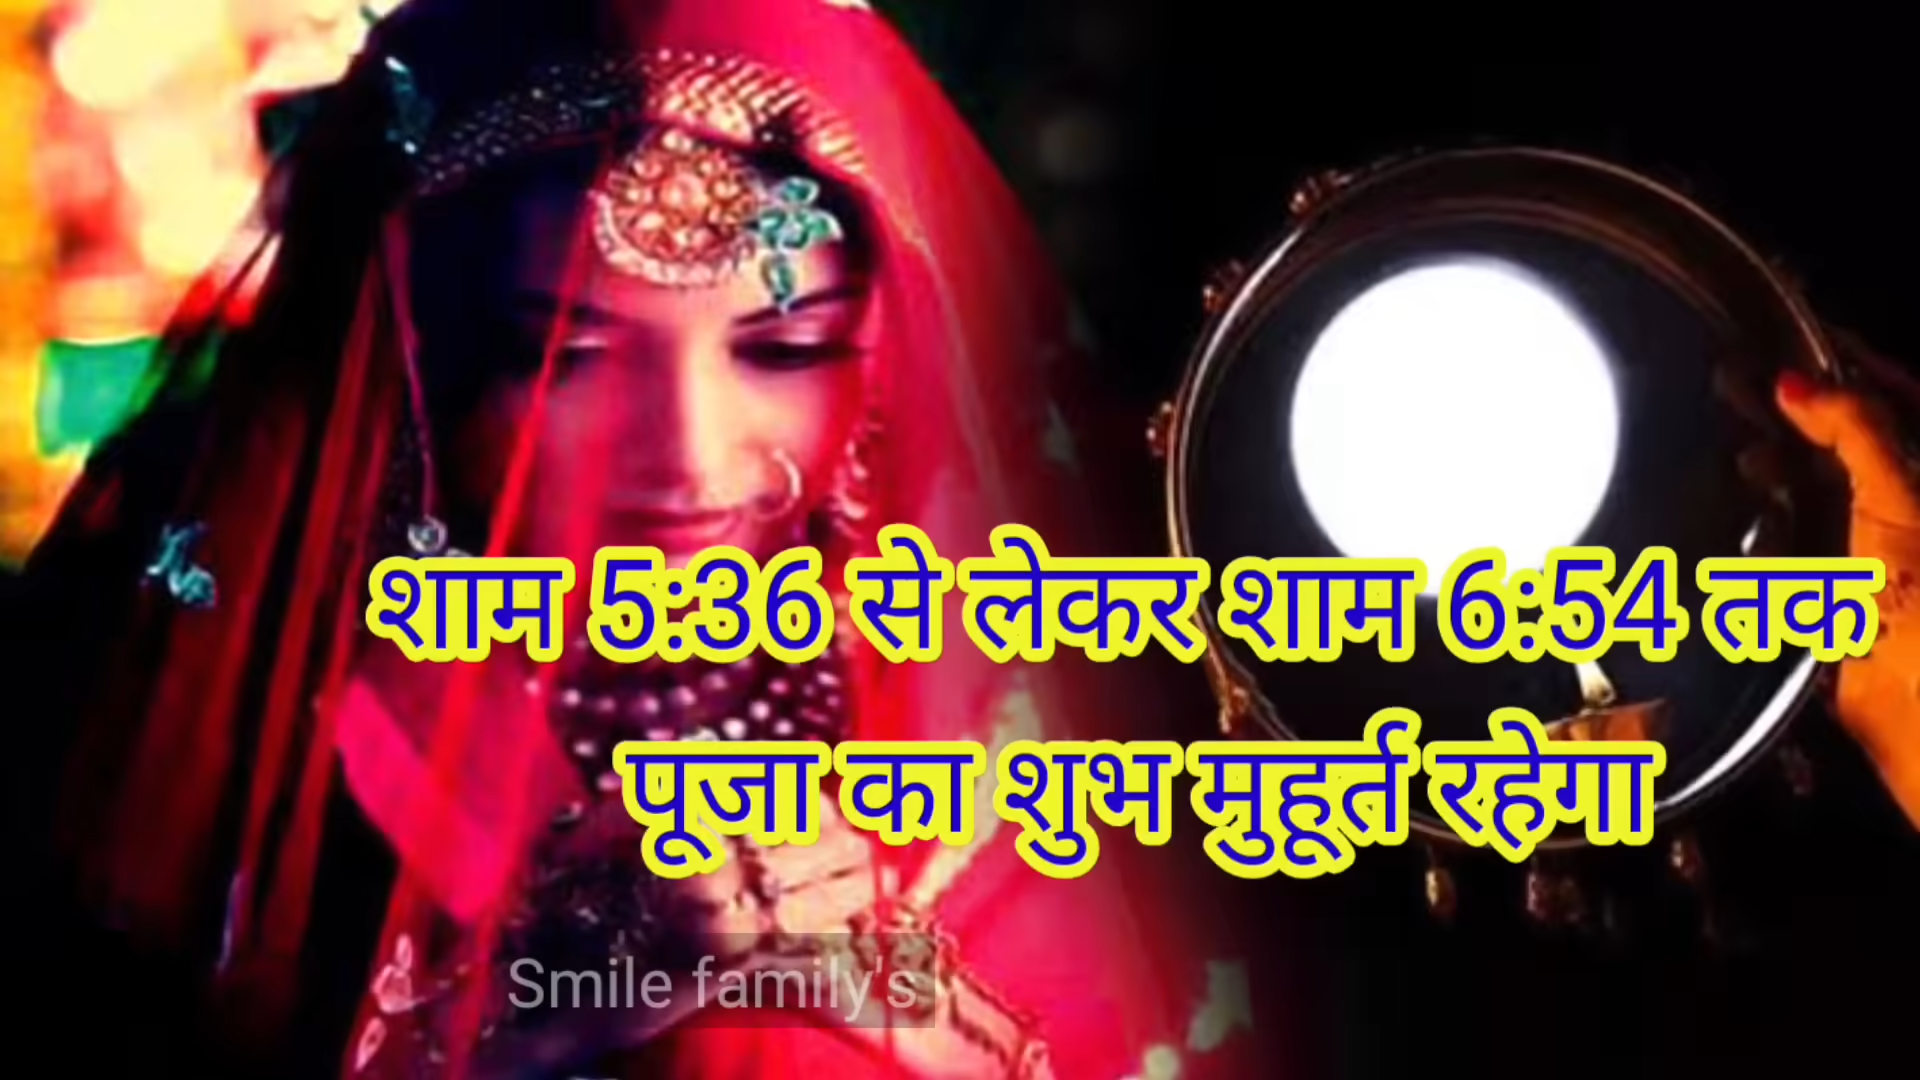 शाम 5:36 से लेकर शाम 6:54 तक
पूजा का शुभ मुहूर्त रहेगा
Smile family's